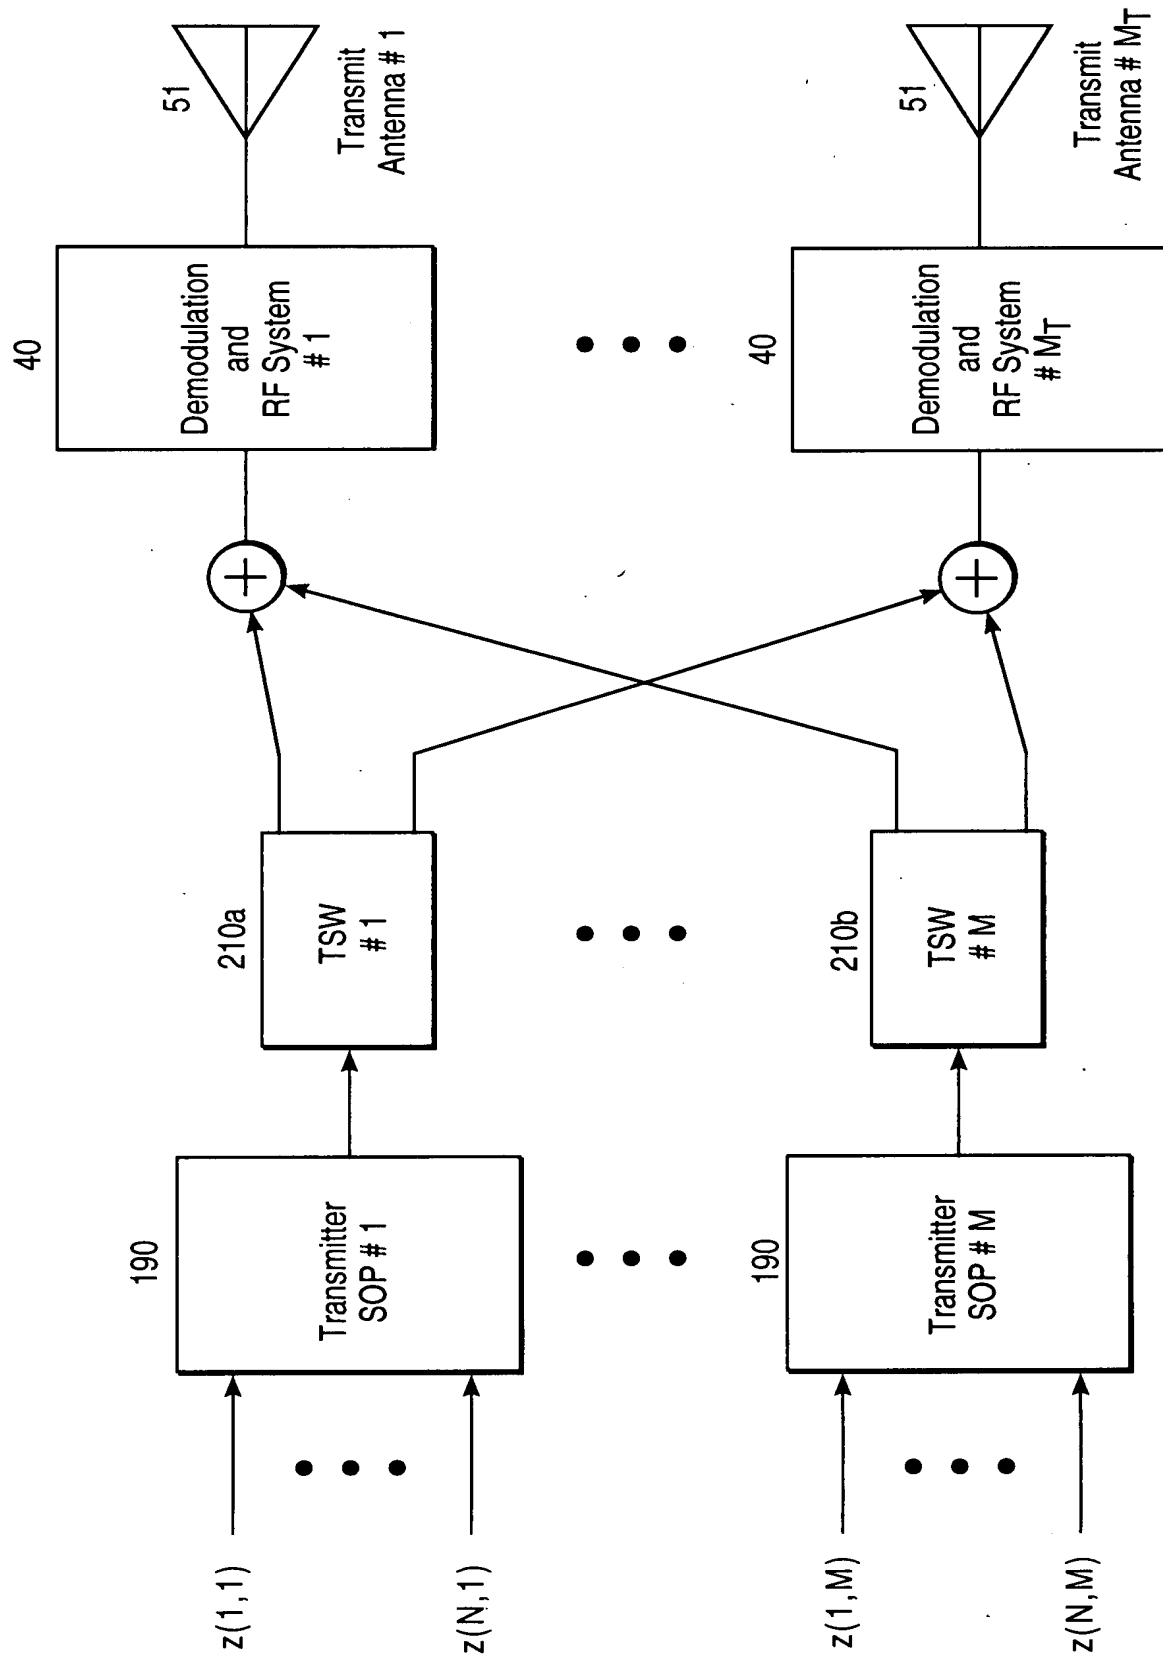 z(1,1)
z(N,1)
190
Transmitter
SOP # 1
210a
TSW
# 1
40
Demodulation
and
RF System
# 1
51
Transmit
Antenna # 1
z(1,M)
z(N,M)
190
Transmitter
SOP # M
210b
TSW
# M
40
Demodulation
and
RF System
# MT
51
Transmit
Antenna # MT